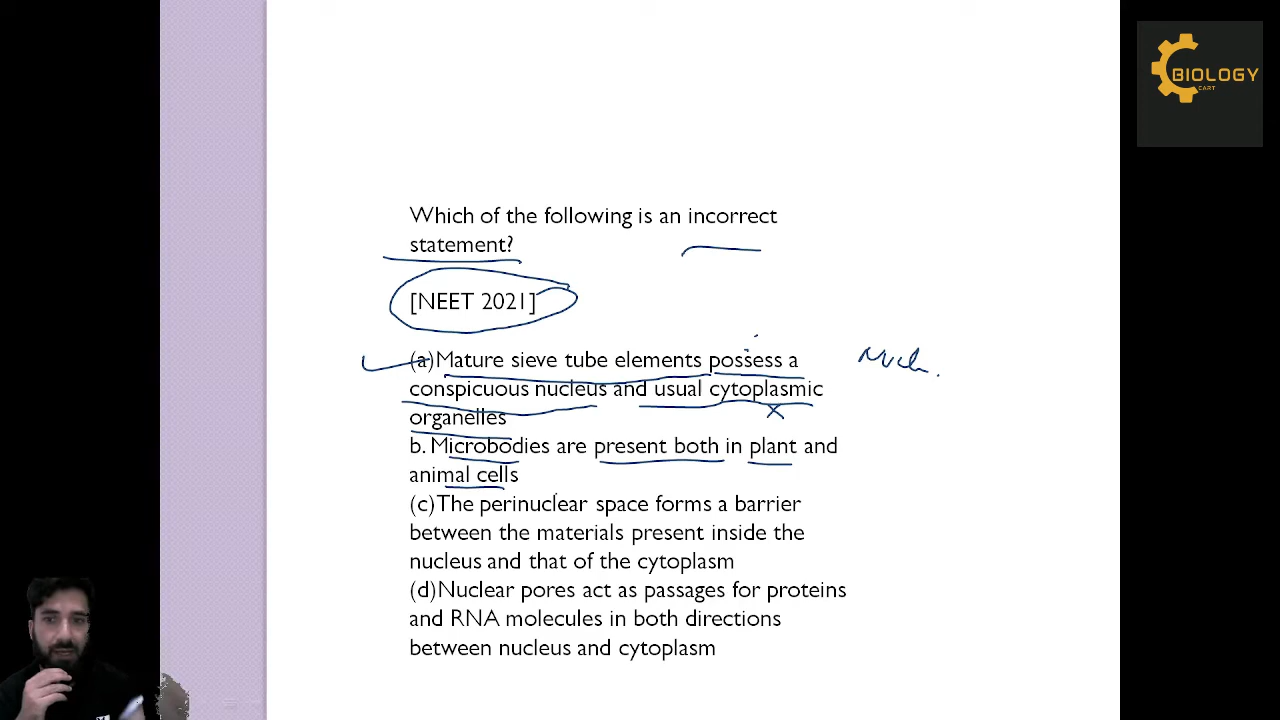 BIOLOGY
CART
Which of the following is an incorrect
statement?
[NEET 2021]
(a)Mature sieve tube elements possess a
conspicuous nucleus and usual cytoplasmic
organelles
b. Microbodies are present both in plant and
animal cells
(c)The perinuclear space forms a barrier
between the materials present inside the
nucleus and that of the cytoplasm
(d)Nuclear pores act as passages for proteins
and RNA molecules in both directions
between nucleus and cytoplasm